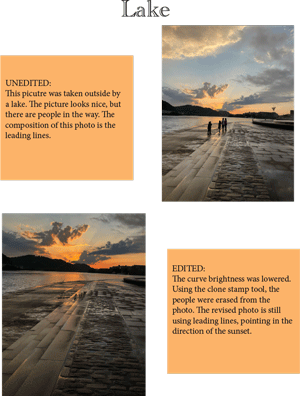 Lake
UNEDITED:
This picutre was taken outside by
a lake. The picture looks nice, but
there are people in the way. The
composition of this photo is the
leading lines.
EDITED:
The curve brightness was lowered.
Using the clone stamp tool, the
people were erased from the
photo. The revised photo is still
using leading lines, pointing in the
direction of the sunset.